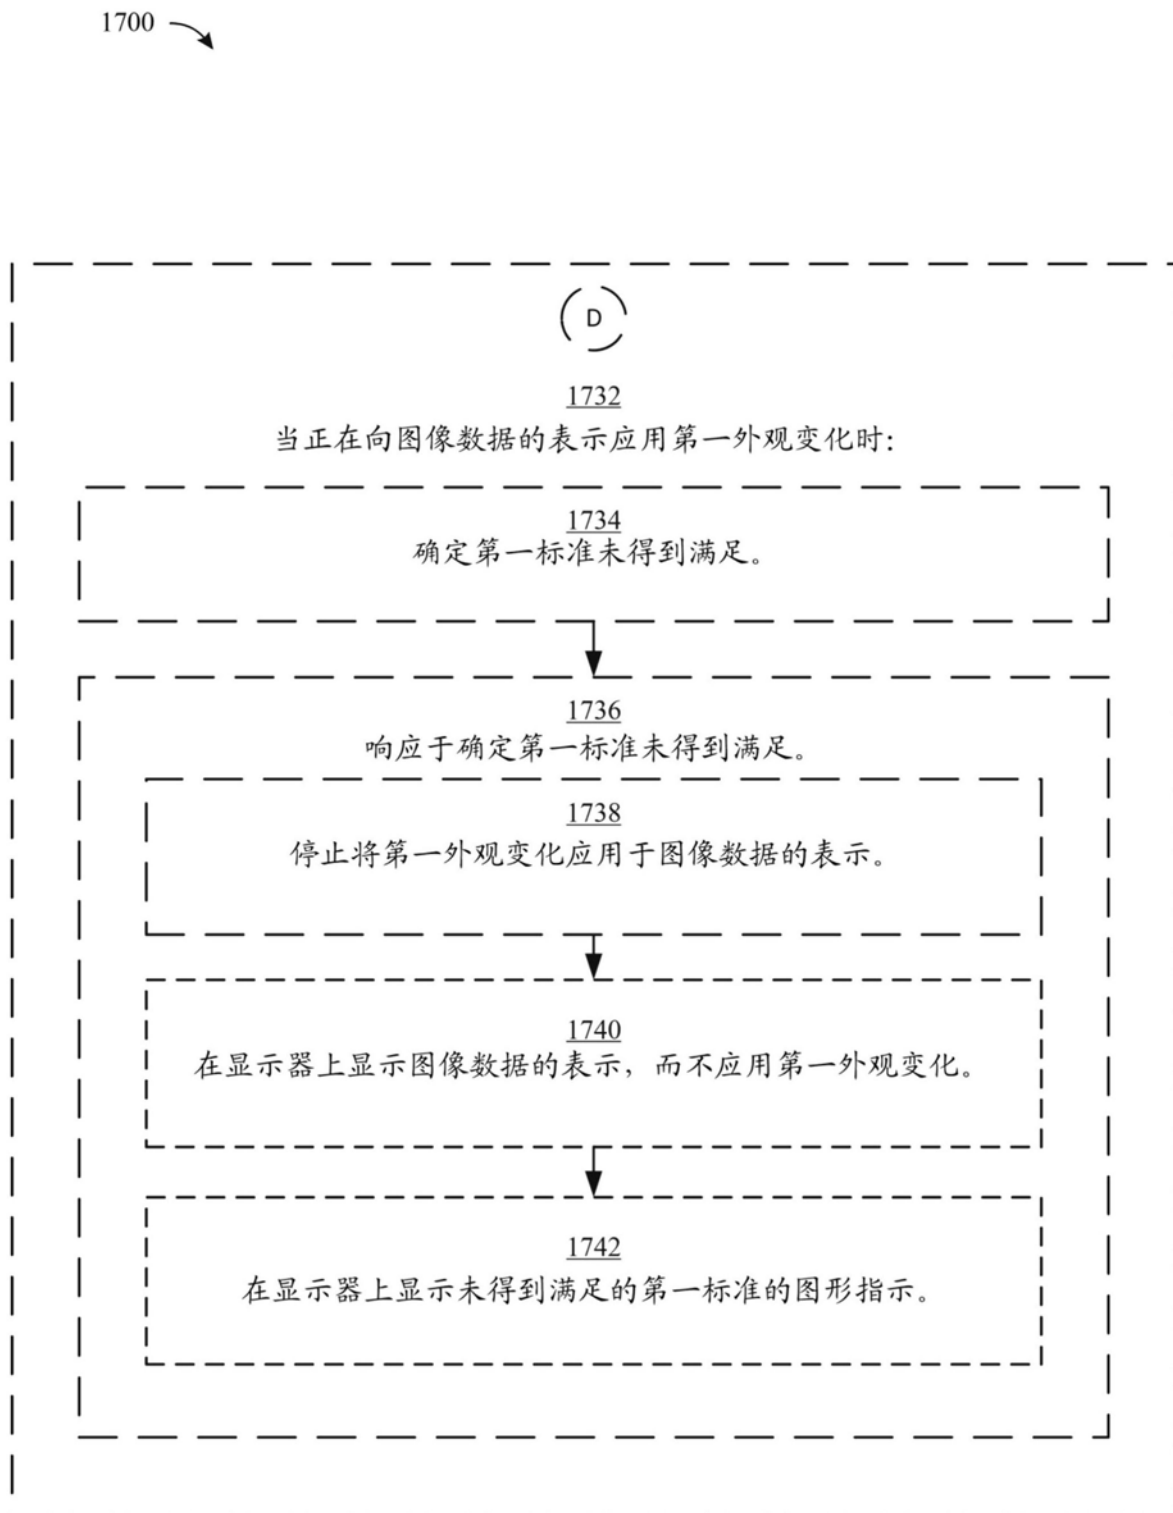 1700
D
1732
当正在向图像数据的表示应用第一外观变化时:
1734
确定第一标准未得到满足。
1736
响应于确定第一标准未得到满足。
1738
停止将第一外观变化应用于图像数据的表示。
1740
在显示器上显示图像数据的表示，而不应用第一外观变化。
1742
在显示器上显示未得到满足的第一标准的图形指示。